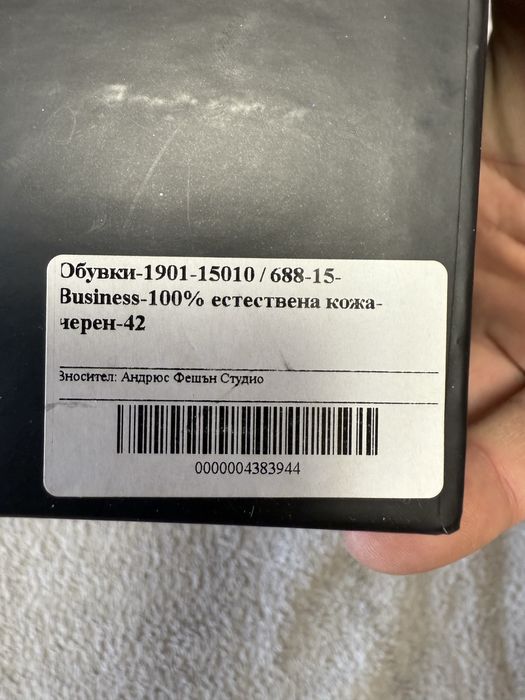 Обувки-1901-15010 / 688-15-
Business-100% естествена кожа-
черен-42
Вносител: Андрюс Фешън Студио
0000004383944